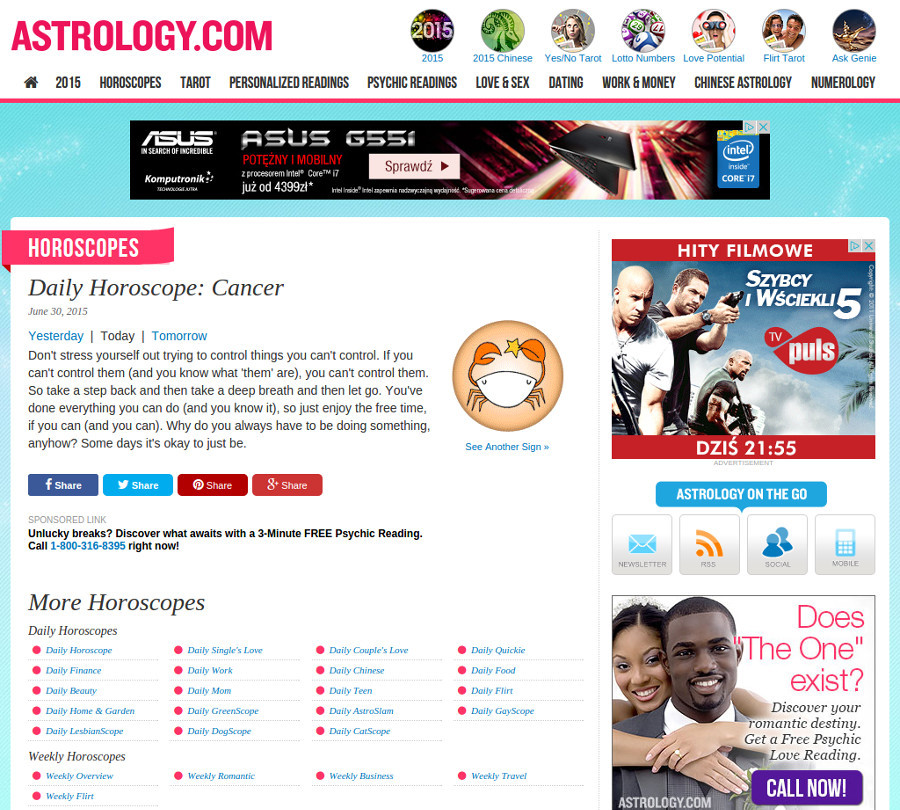 ASTROLOGY.COM
2015
2015
2015 Chinese
Yes/No Tarot
Lotto Numbers
Love Potential
Flirt Tarot
Ask Genie
2015
HOROSCOPES
TAROT
PERSONALIZED READINGS
PSYCHIC READINGS
LOVE & SEX
DATING
WORK & MONEY
CHINESE ASTROLOGY
NUMEROLOGY
ASUS
IN SEARCH OF INCREDIBLE
Komputronik
ASUS G551
POTĘŻNY I MOBILNY
z procesorem Intel® Core™ i7
już od 4399zł*
Sprawdź
Intel Inside® Intel zapewnia nadzwyczajną wydajność. *Sugerowana cena detaliczna
intel
inside
CORE i7
HOROSCOPES
Daily Horoscope: Cancer
June 30, 2015
Yesterday | Today | Tomorrow
Don't stress yourself out trying to control things you can't control. If you
can't control them (and you know what 'them' are), you can't control them.
So take a step back and then take a deep breath and then let go. You've
done everything you can do (and you know it), so just enjoy the free time,
if you can (and you can). Why do you always have to be doing something,
anyhow? Some days it's okay to just be.
See Another Sign »
Share
Share
Share
Share
SPONSORED LINK
Unlucky breaks? Discover what awaits with a 3-Minute FREE Psychic Reading.
Call 1-800-316-8395 right now!
More Horoscopes
Daily Horoscopes
Daily Horoscope
Daily Single's Love
Daily Couple's Love
Daily Quickie
Daily Finance
Daily Work
Daily Chinese
Daily Food
Daily Beauty
Daily Mom
Daily Teen
Daily Flirt
Daily Home & Garden
Daily GreenScope
Daily AstroSlam
Daily GayScope
Daily LesbianScope
Daily DogScope
Daily CatScope
Weekly Horoscopes
Weekly Overview
Weekly Romantic
Weekly Business
Weekly Travel
Weekly Flirt
HITY FILMOWE
SZYBCY
I WŚCIEKLI 5
TV
puls
DZIŚ 21:55
ADVERTISEMENT
ASTROLOGY ON THE GO
NEWSLETTER
RSS
SOCIAL
MOBILE
Does
"The One"
exist?
Discover your
romantic destiny.
Get a Free Psychic
Love Reading.
CALL NOW!
ASTROLOGY.COM